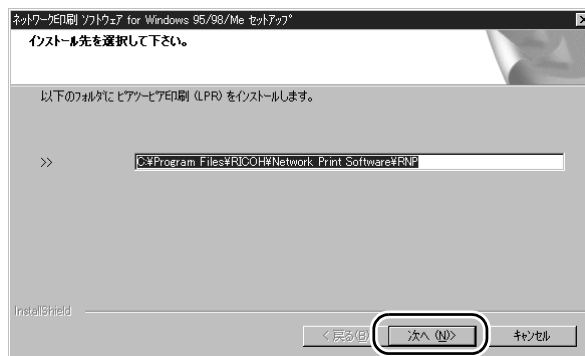 ﾈｯﾄﾜｰｸ印刷 ｿﾌﾄｳｪｱ for Windows 95/98/Me ｾｯﾄｱｯﾌﾟ
インストール先を選択して下さい。
以下のﾌｫﾙﾀﾞに ﾋﾟｱﾂｰﾋﾟｱ印刷 (LPR) をｲﾝｽﾄｰﾙします。
>> C:¥Program Files¥RICOH¥Network Print Software¥RNP
InstallShield
< 戻る(B) 次へ (N)> ｷｬﾝｾﾙ